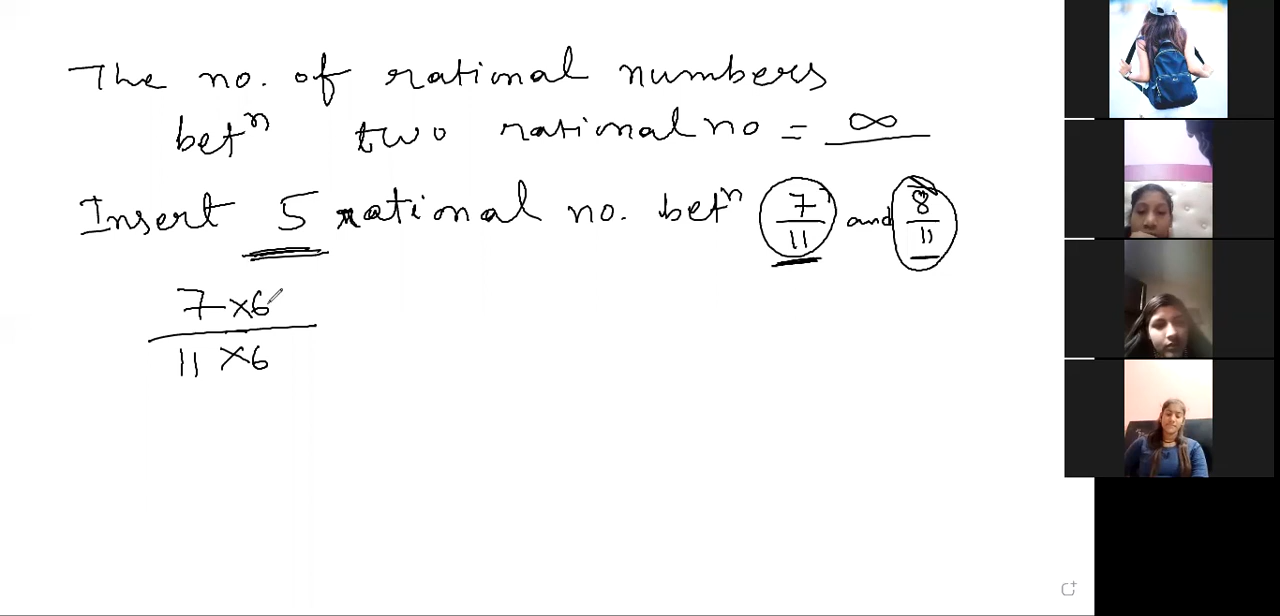 The no. of rational numbers
betⁿ two rational no = ∞
Insert 5 rational no. betⁿ 7/11 and 8/11
7 × 6
11 × 6